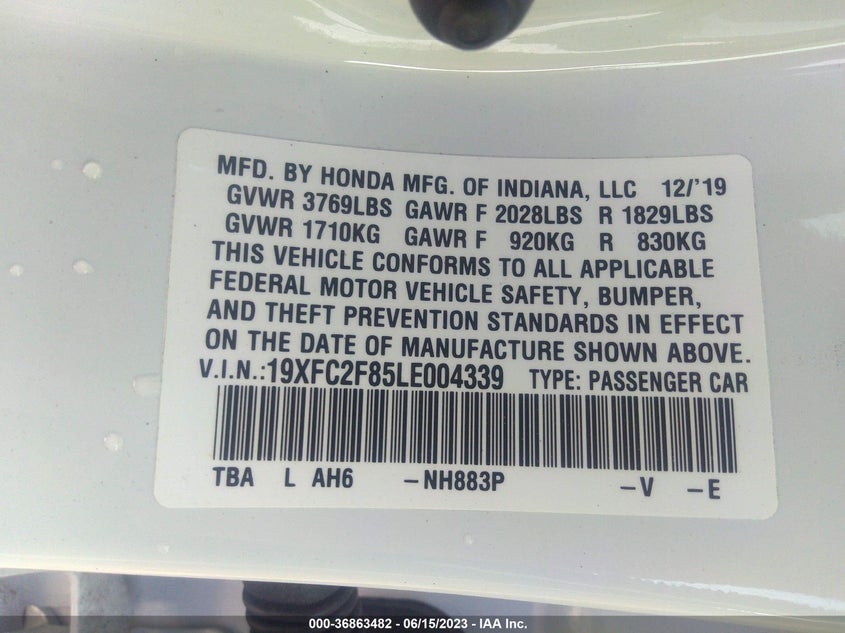 MFD. BY HONDA MFG. OF INDIANA, LLC 12/'19
GVWR 3769LBS GAWR F 2028LBS R 1829LBS
GVWR 1710KG GAWR F 920KG R 830KG
THIS VEHICLE CONFORMS TO ALL APPLICABLE
FEDERAL MOTOR VEHICLE SAFETY, BUMPER,
AND THEFT PREVENTION STANDARDS IN EFFECT
ON THE DATE OF MANUFACTURE SHOWN ABOVE.
V.I.N.:19XFC2F85LE004339 TYPE: PASSENGER CAR
TBA L AH6 –NH883P –V –E
000-36863482 - 06/15/2023 - IAA Inc.